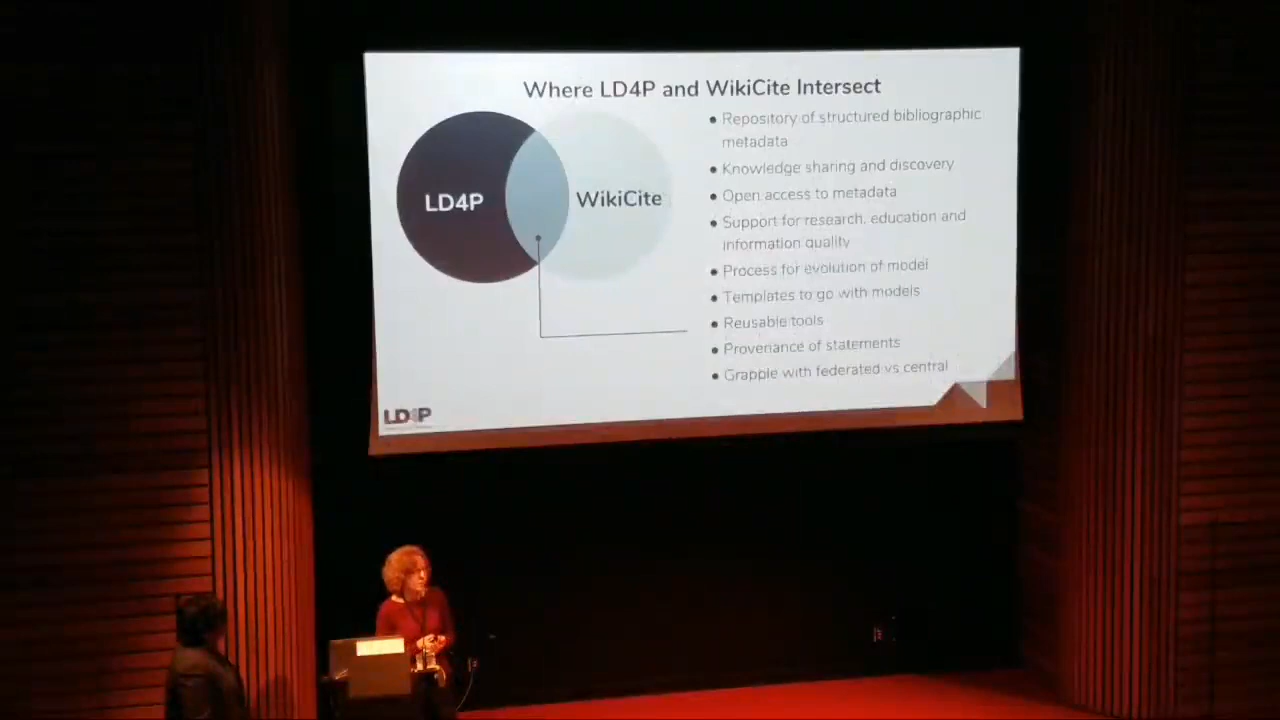 Where LD4P and WikiCite Intersect
LD4P
WikiCite
● Repository of structured bibliographic
metadata
● Knowledge sharing and discovery
● Open access to metadata
● Support for research, education and
information quality
● Process for evolution of model
● Templates to go with models
● Reusable tools
● Provenance of statements
● Grapple with federated vs central
LD4P